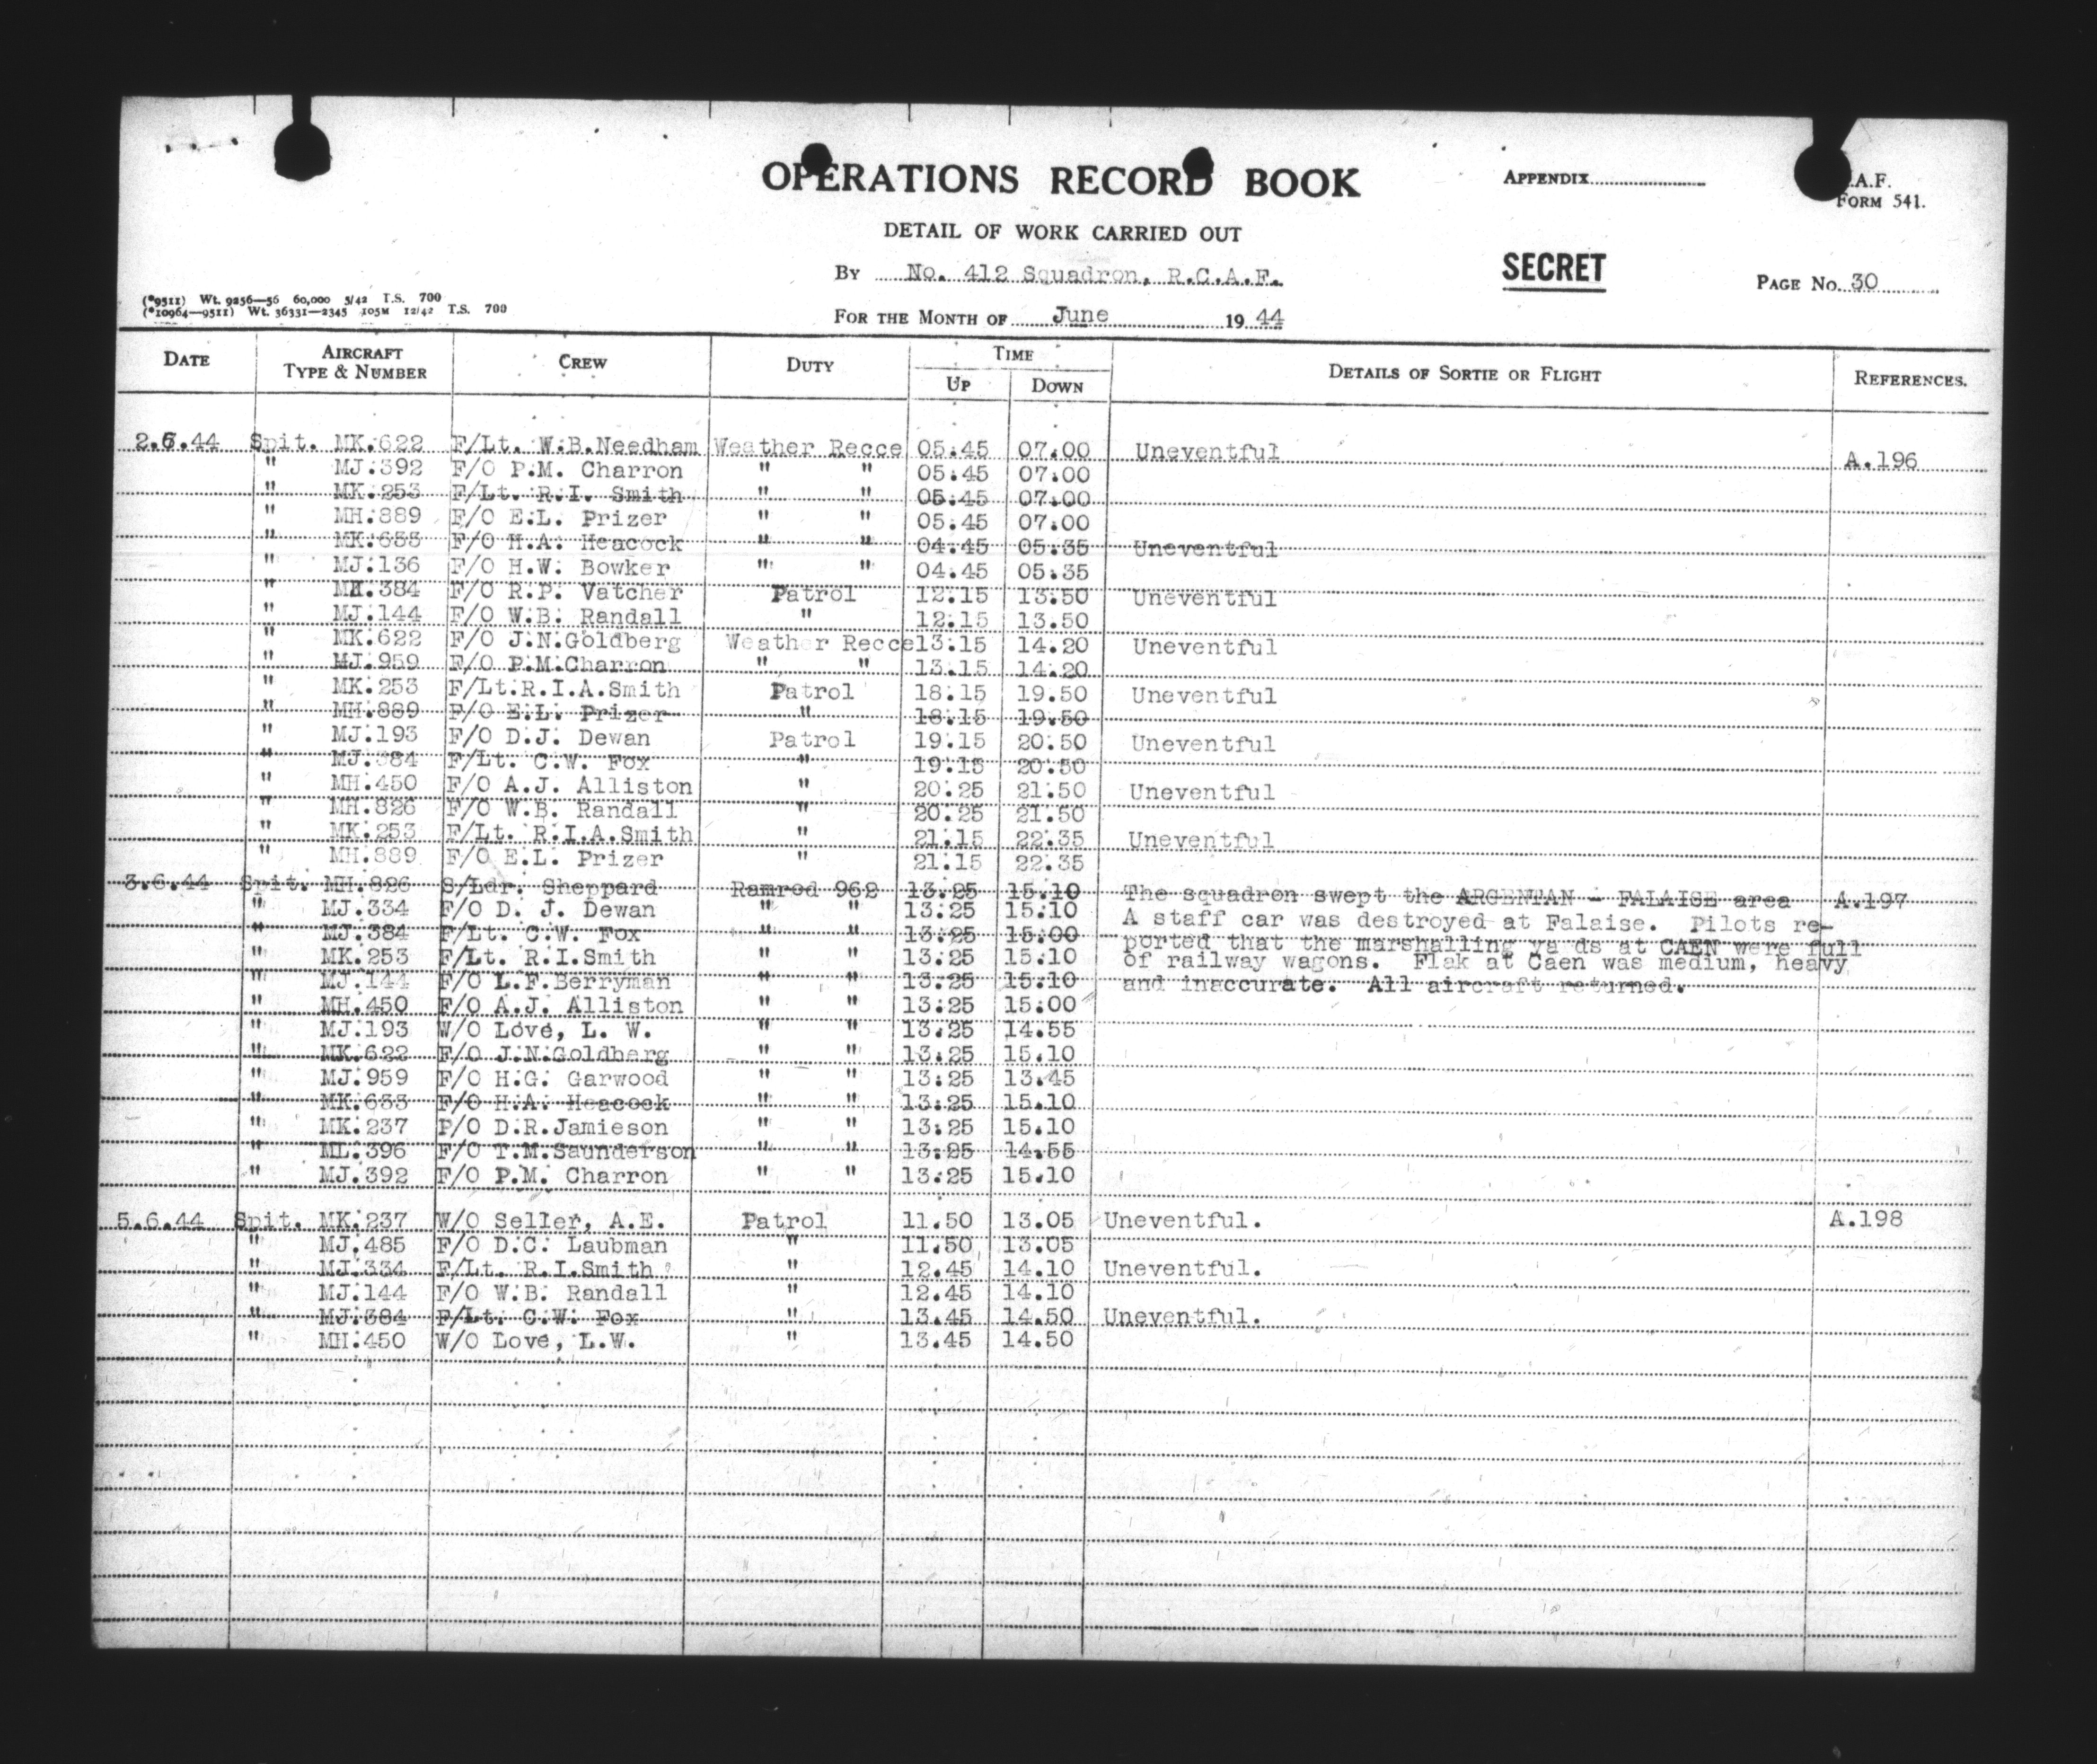 OPERATIONS RECORD BOOK
APPENDIX
.A.F.
FORM 541.
DETAIL OF WORK CARRIED OUT
SECRET
BY No. 412 Squadron, R.C.A.F.
PAGE No. 30
(*9511) Wt. 9256—56 60,000 5/42 T.S. 700
(*10964—9511) Wt. 36331—2345 105M 12/42 T.S. 700
FOR THE MONTH OF June 19 44
DATE AIRCRAFT TYPE & NUMBER CREW DUTY TIME UP DOWN DETAILS OF SORTIE OR FLIGHT REFERENCES.
2.6.44 Spit. MK.622 F/Lt. W.B.Needham Weather Recce 05.45 07.00 Uneventful A.196
" MJ.392 F/O P.M. Charron " " 05.45 07.00
" MK.253 F/Lt. R.I. Smith " " 05.45 07.00
" MH.889 F/O E.L. Prizer " " 05.45 07.00
" MK.633 F/O H.A. Heacock " " 04.45 05.35 Uneventful
" MJ.136 F/O H.W. Bowker " " 04.45 05.35
" MK.384 F/O R.P. Vatcher Patrol 12.15 13.50 Uneventful
" MJ.144 F/O W.B. Randall " 12.15 13.50
" MK.622 F/O J.N.Goldberg Weather Recce 13.15 14.20 Uneventful
" MJ.959 F/O P.M.Charron " " 13.15 14.20
" MK.253 F/Lt.R.I.A.Smith Patrol 18.15 19.50 Uneventful
" MH.889 F/O E.L. Prizer " 18.15 19.50
" MJ.193 F/O D.J. Dewan Patrol 19.15 20.50 Uneventful
" MJ.384 F/Lt. C.W. Fox " 19.15 20.50
" MH.450 F/O A.J. Alliston " 20.25 21.50 Uneventful
" MH.826 F/O W.B. Randall " 20.25 21.50
" MK.253 F/Lt. R.I.A.Smith " 21.15 22.35 Uneventful
" MH.889 F/O E.L. Prizer " 21.15 22.35
3.6.44 Spit. MH.826 S/Ldr. Sheppard Ramrod 962 13.25 15.10 The squadron swept the ARGENTAN - FALAISE area A.197
" MJ.334 F/O D. J. Dewan " " 13.25 15.10 A staff car was destroyed at Falaise. Pilots re-
" MJ.384 F/Lt. C.W. Fox " " 13.25 15.00 ported that the marshalling ya ds at CAEN were full
" MK.253 F/Lt. R.I.Smith " " 13.25 15.10 of railway wagons. Flak at Caen was medium, heavy
" MJ.144 F/O L.F.Berryman " " 13.25 15.10 and inaccurate. All aircraft returned.
" MH.450 F/O A.J. Alliston " " 13.25 15.00
" MJ.193 W/O Love, L. W. " " 13.25 14.55
" MK.622 F/O J.N.Goldberg " " 13.25 15.10
" MJ.959 F/O H.G. Garwood " " 13.25 13.45
" MK.633 F/O H.A. Heacock " " 13.25 15.10
" MK.237 P/O D.R.Jamieson " " 13.25 15.10
" ML.396 F/O T.M.Saunderson " " 13.25 14.55
" MJ.392 F/O P.M. Charron " " 13.25 15.10
5.6.44 Spit. MK.237 W/O Seller, A.E. Patrol 11.50 13.05 Uneventful. A.198
" MJ.485 F/O D.C. Laubman " 11.50 13.05
" MJ.334 F/Lt. R.I.Smith " 12.45 14.10 Uneventful.
" MJ.144 F/O W.B. Randall " 12.45 14.10
" MJ.384 F/Lt. C.W. Fox " 13.45 14.50 Uneventful.
" MH.450 W/O Love, L.W. " 13.45 14.50